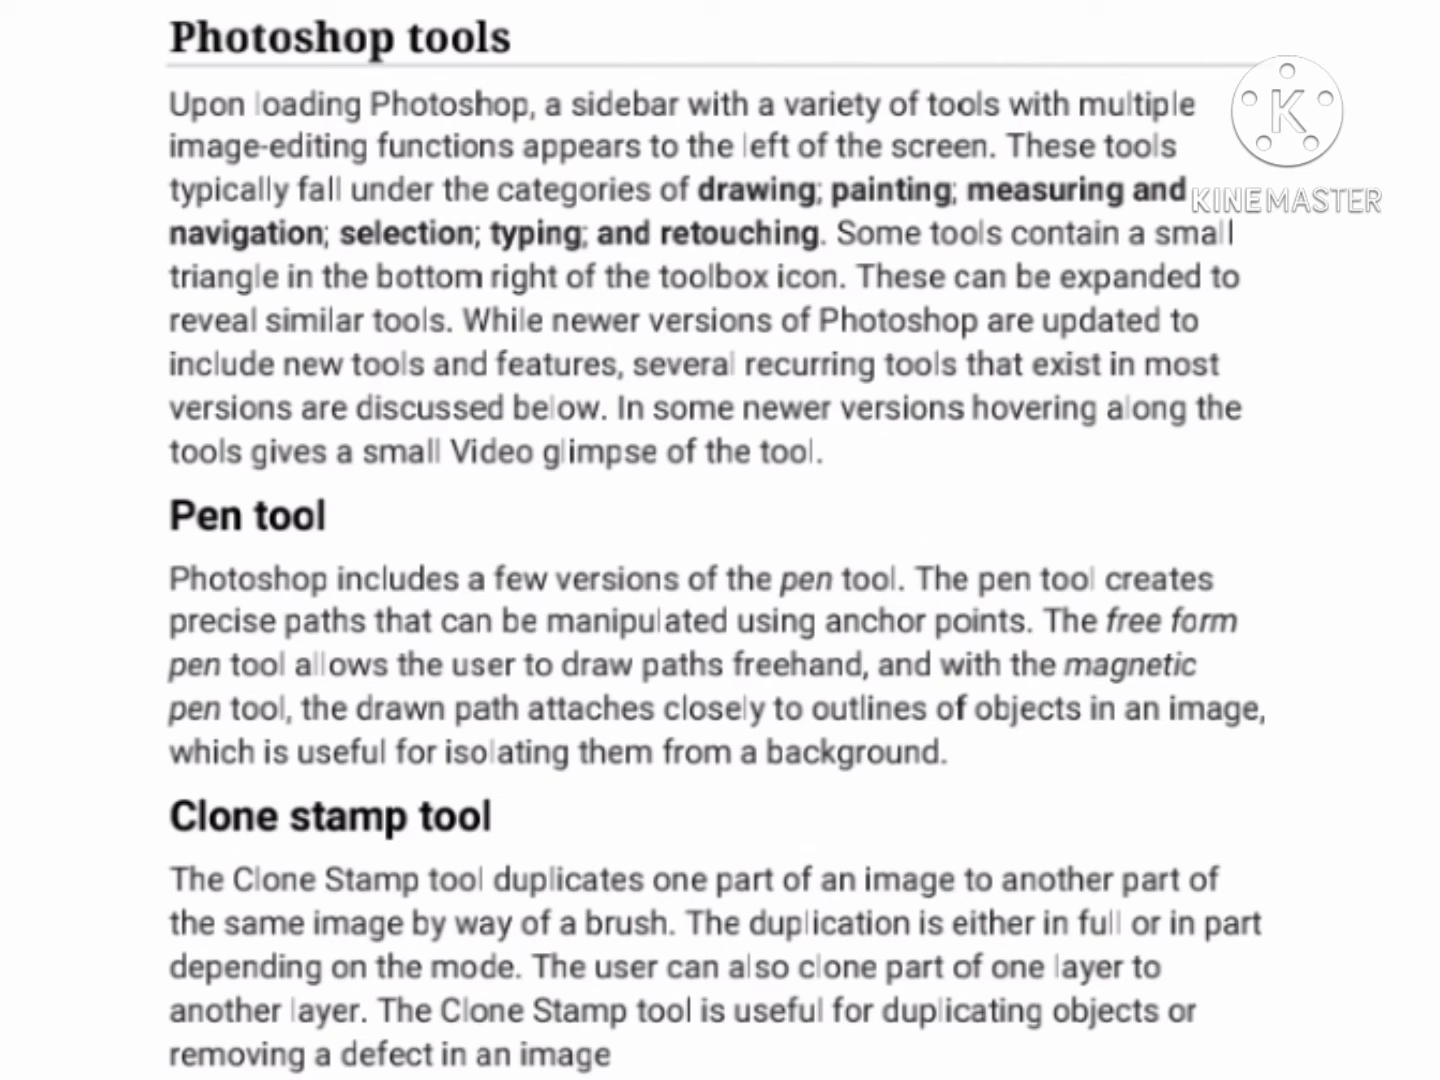 Photoshop tools
Upon loading Photoshop, a sidebar with a variety of tools with multiple
image-editing functions appears to the left of the screen. These tools
typically fall under the categories of drawing; painting; measuring and
navigation; selection; typing; and retouching. Some tools contain a small
triangle in the bottom right of the toolbox icon. These can be expanded to
reveal similar tools. While newer versions of Photoshop are updated to
include new tools and features, several recurring tools that exist in most
versions are discussed below. In some newer versions hovering along the
tools gives a small Video glimpse of the tool.
K
KINEMASTER
Pen tool
Photoshop includes a few versions of the pen tool. The pen tool creates
precise paths that can be manipulated using anchor points. The free form
pen tool allows the user to draw paths freehand, and with the magnetic
pen tool, the drawn path attaches closely to outlines of objects in an image,
which is useful for isolating them from a background.
Clone stamp tool
The Clone Stamp tool duplicates one part of an image to another part of
the same image by way of a brush. The duplication is either in full or in part
depending on the mode. The user can also clone part of one layer to
another layer. The Clone Stamp tool is useful for duplicating objects or
removing a defect in an image